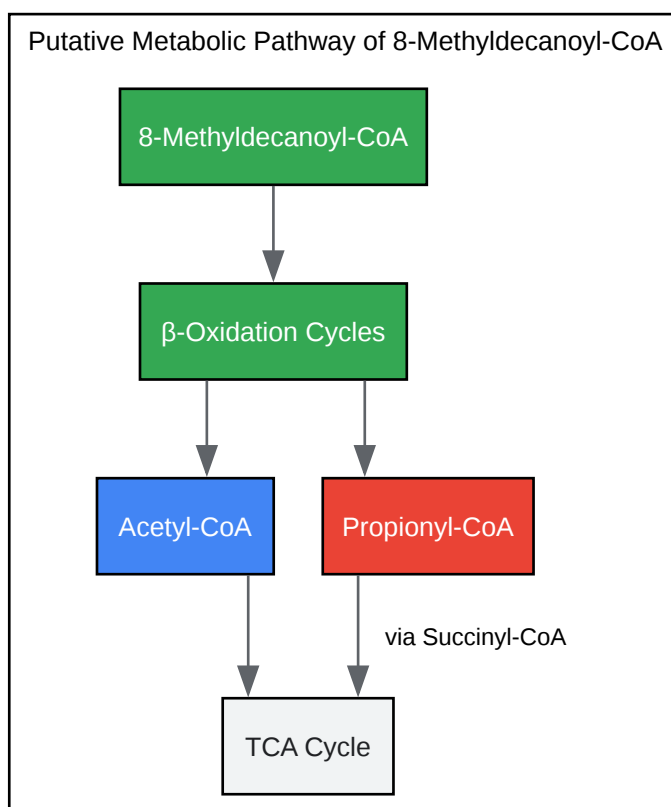 Putative Metabolic Pathway of 8-Methyldecanoyl-CoA
8-Methyldecanoyl-CoA
β-Oxidation Cycles
Acetyl-CoA
Propionyl-CoA
via Succinyl-CoA
TCA Cycle